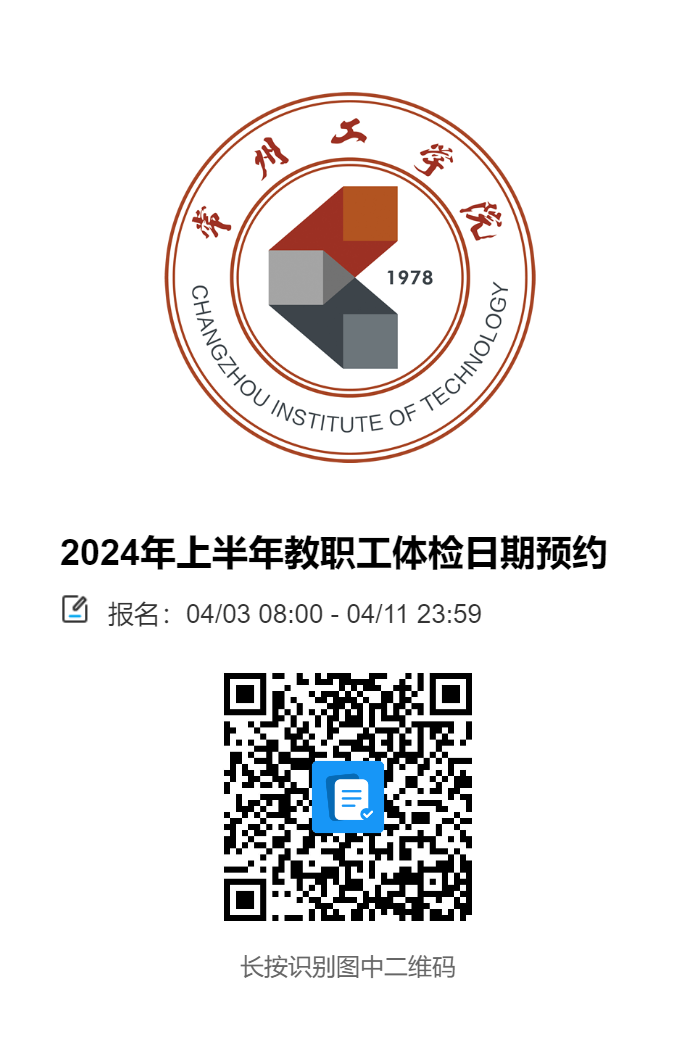 常州工学院
1978
CHANGZHOU INSTITUTE OF TECHNOLOGY
2024年上半年教职工体检日期预约
报名：04/03 08:00 - 04/11 23:59
长按识别图中二维码